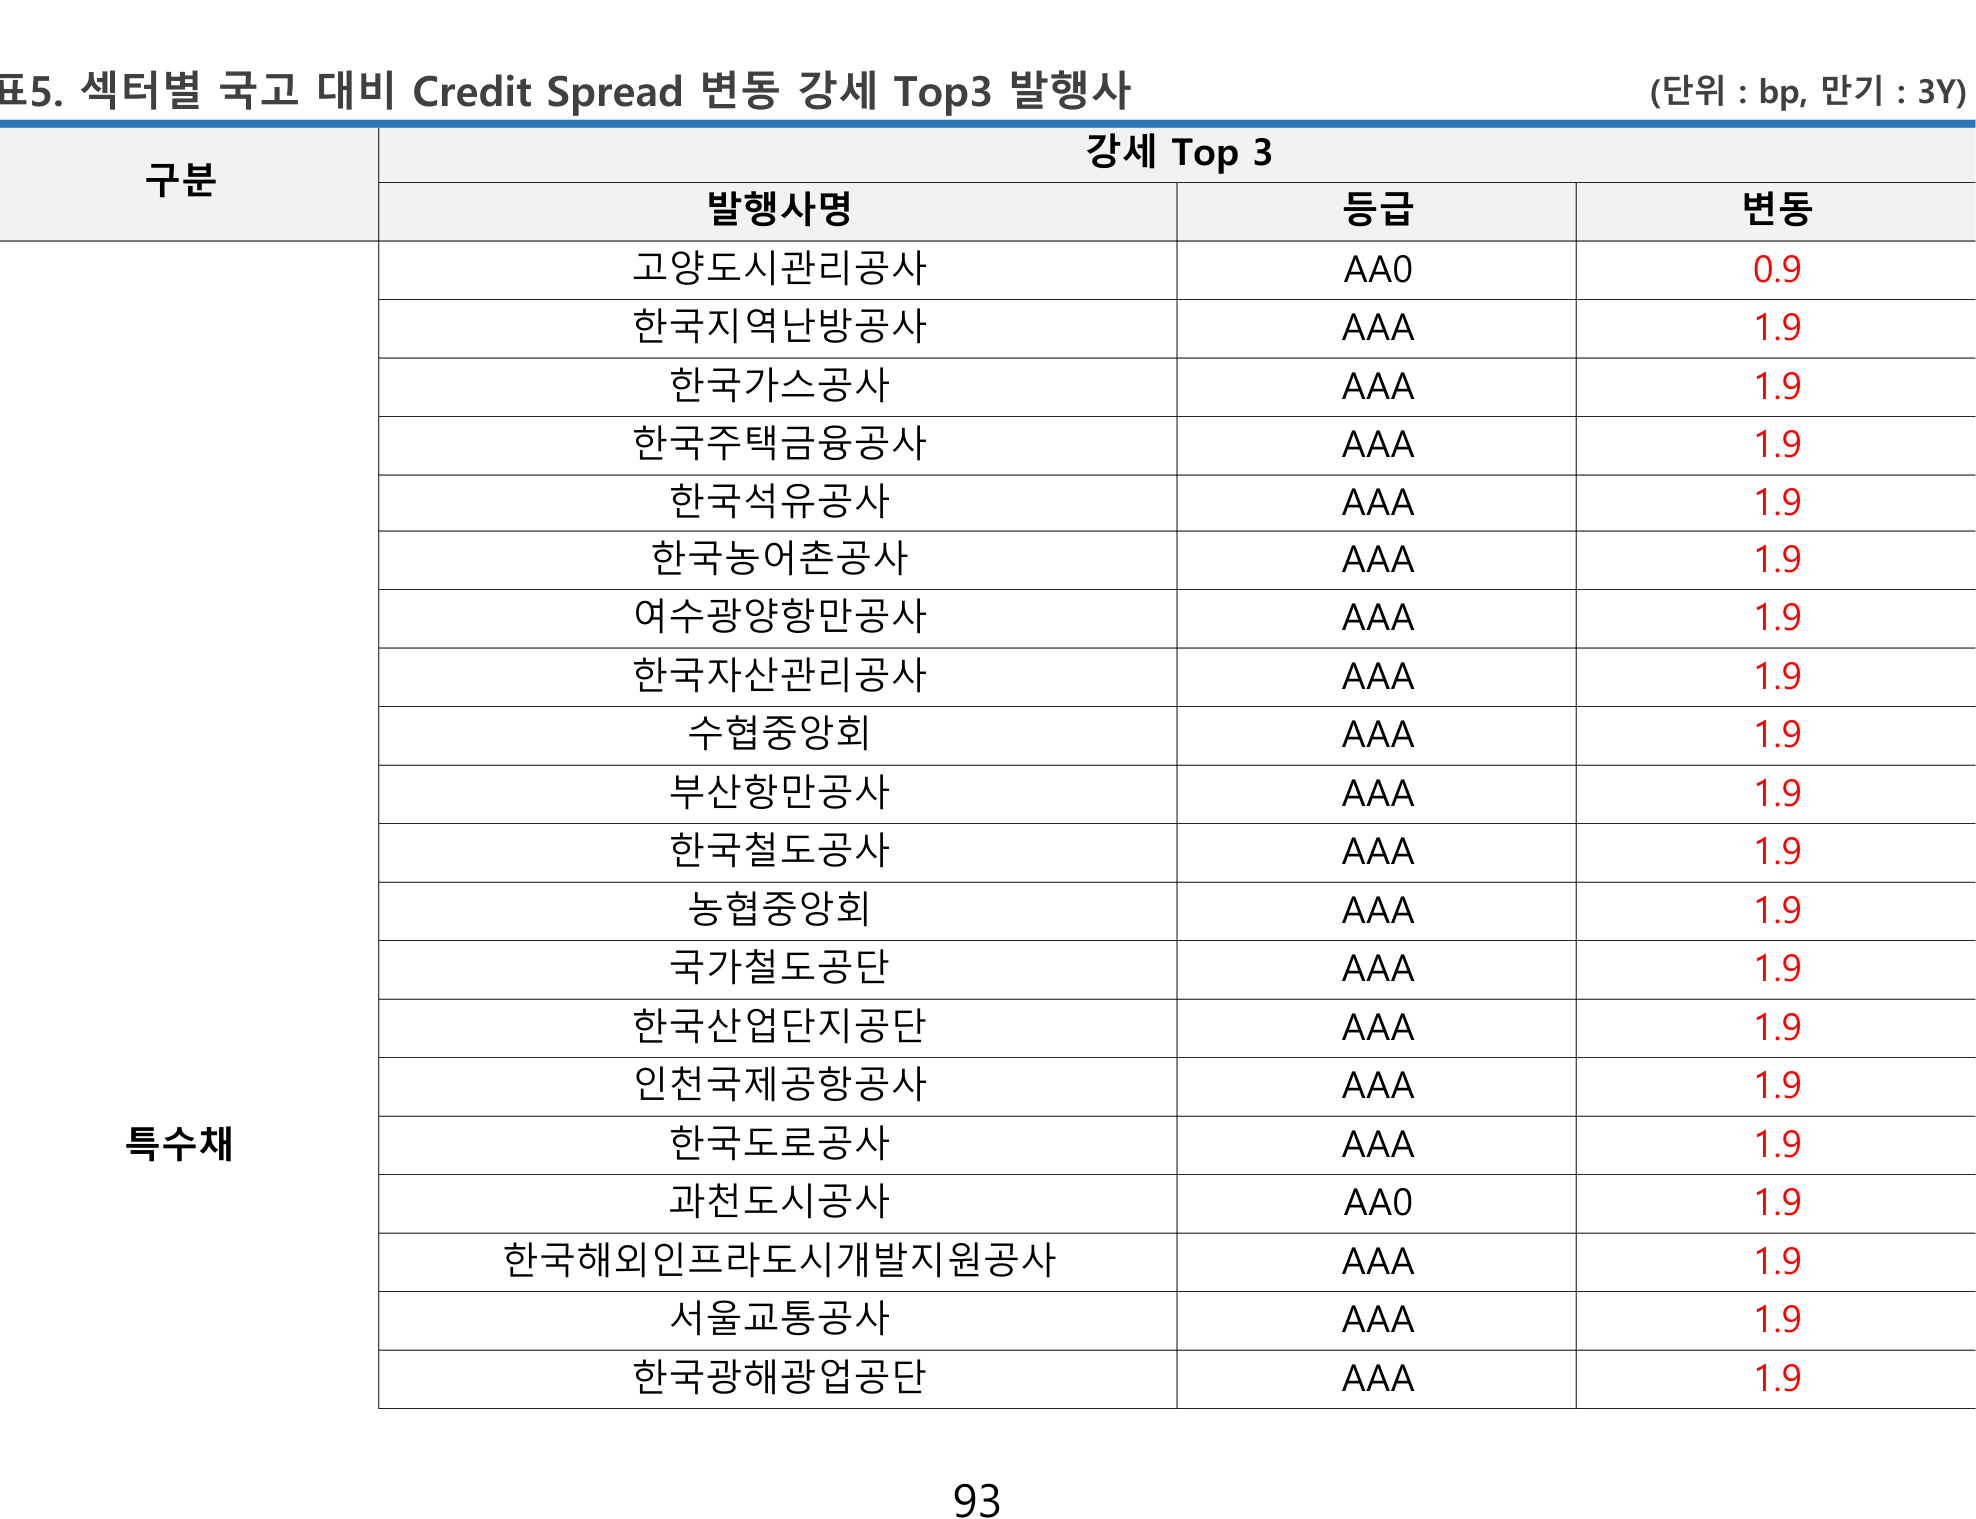 표5. 섹터별 국고 대비 Credit Spread 변동 강세 Top3 발행사 (단위 : bp, 만기 : 3Y)
구분 강세 Top 3
발행사명 등급 변동
고양도시관리공사 AA0 0.9
한국지역난방공사 AAA 1.9
한국가스공사 AAA 1.9
한국주택금융공사 AAA 1.9
한국석유공사 AAA 1.9
한국농어촌공사 AAA 1.9
여수광양항만공사 AAA 1.9
한국자산관리공사 AAA 1.9
수협중앙회 AAA 1.9
부산항만공사 AAA 1.9
한국철도공사 AAA 1.9
농협중앙회 AAA 1.9
국가철도공단 AAA 1.9
한국산업단지공단 AAA 1.9
인천국제공항공사 AAA 1.9
특수채 한국도로공사 AAA 1.9
과천도시공사 AA0 1.9
한국해외인프라도시개발지원공사 AAA 1.9
서울교통공사 AAA 1.9
한국광해광업공단 AAA 1.9
93